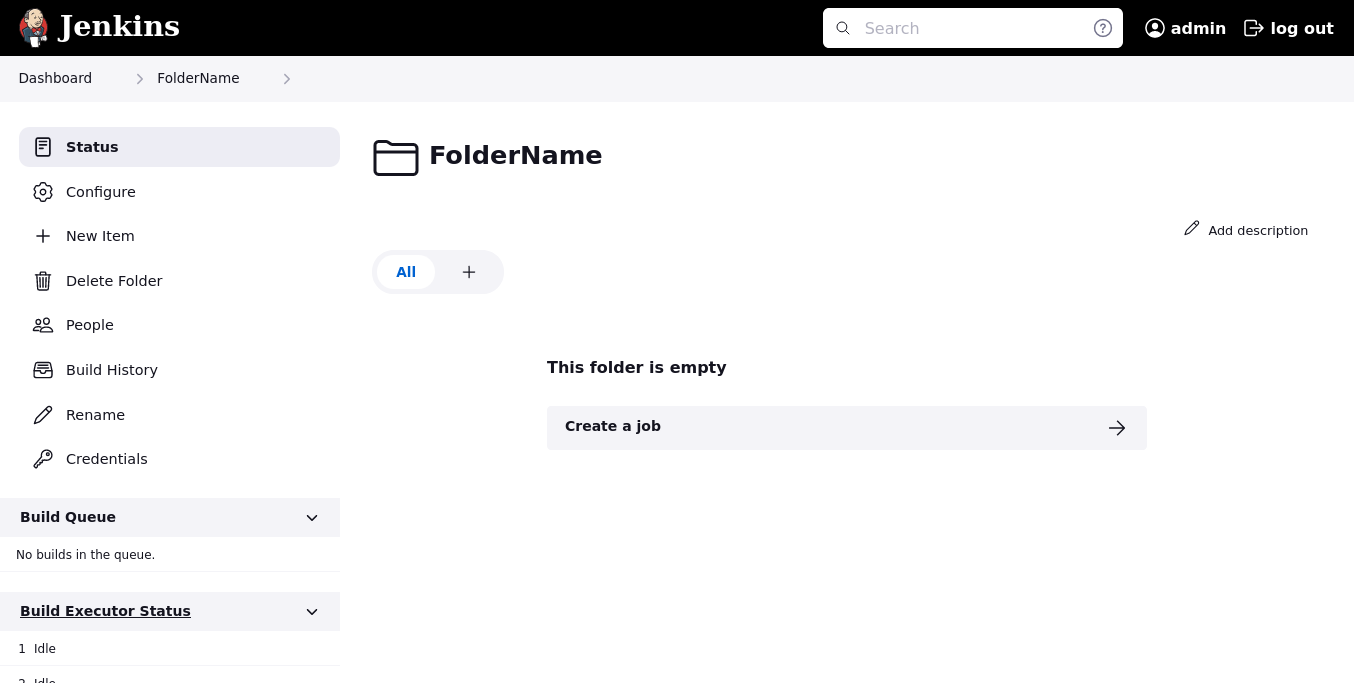 Jenkins
Search
admin
log out
Dashboard
FolderName
Status
Configure
New Item
Delete Folder
People
Build History
Rename
Credentials
Build Queue
No builds in the queue.
Build Executor Status
1 Idle
2 Idle
FolderName
Add description
All
This folder is empty
Create a job